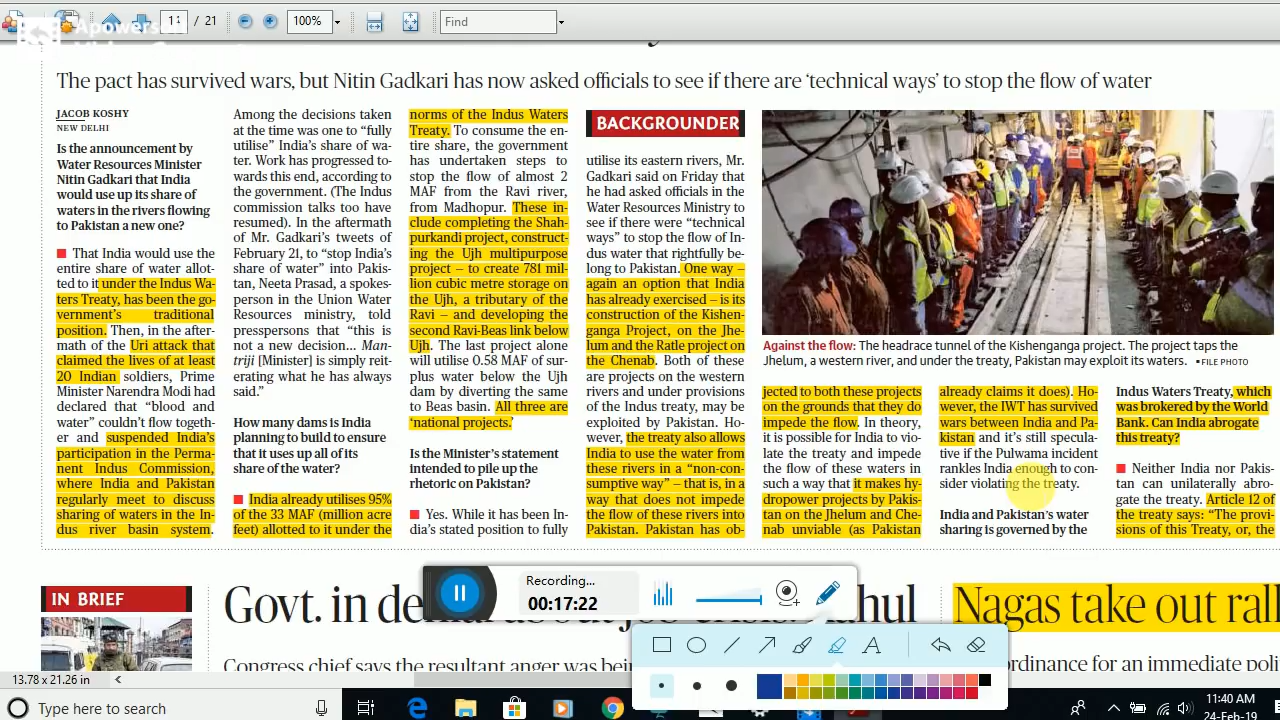 11 / 21
100%
Find
Apowersoft
The pact has survived wars, but Nitin Gadkari has now asked officials to see if there are ‘technical ways’ to stop the flow of water
JACOB KOSHY
NEW DELHI
Is the announcement by
Water Resources Minister
Nitin Gadkari that India
would use up its share of
waters in the rivers flowing
to Pakistan a new one?
■ That India would use the
entire share of water allot-
ted to it under the Indus Wa-
ters Treaty, has been the go-
vernment’s traditional
position. Then, in the after-
math of the Uri attack that
claimed the lives of at least
20 Indian soldiers, Prime
Minister Narendra Modi had
declared that “blood and
water” couldn’t flow togeth-
er and suspended India’s
participation in the Perma-
nent Indus Commission,
where India and Pakistan
regularly meet to discuss
sharing of waters in the In-
dus river basin system.
Among the decisions taken
at the time was one to “fully
utilise” India’s share of wa-
ter. Work has progressed to-
wards this end, according to
the government. (The Indus
commission talks too have
resumed). In the aftermath
of Mr. Gadkari’s tweets of
February 21, to “stop India’s
share of water” into Pakis-
tan, Neeta Prasad, a spokes-
person in the Union Water
Resources ministry, told
presspersons that “this is
not a new decision... Man-
triji [Minister] is simply reit-
erating what he has always
said.”
How many dams is India
planning to build to ensure
that it uses up all of its
share of the water?
■ India already utilises 95%
of the 33 MAF (million acre
feet) allotted to it under the
norms of the Indus Waters
Treaty. To consume the en-
tire share, the government
has undertaken steps to
stop the flow of almost 2
MAF from the Ravi river,
from Madhopur. These in-
clude completing the Shah-
purkandi project, construct-
ing the Ujh multipurpose
project – to create 781 mil-
lion cubic metre storage on
the Ujh, a tributary of the
Ravi – and developing the
second Ravi-Beas link below
Ujh. The last project alone
will utilise 0.58 MAF of sur-
plus water below the Ujh
dam by diverting the same
to Beas basin. All three are
‘national projects.’
Is the Minister’s statement
intended to pile up the
rhetoric on Pakistan?
■ Yes. While it has been In-
dia’s stated position to fully
BACKGROUNDER
utilise its eastern rivers, Mr.
Gadkari said on Friday that
he had asked officials in the
Water Resources Ministry to
see if there were “technical
ways” to stop the flow of In-
dus water that rightfully be-
long to Pakistan. One way –
again an option that India
has already exercised – is its
construction of the Kishen-
ganga Project, on the Jhe-
lum and the Ratle project on
the Chenab. Both of these
are projects on the western
rivers and under provisions
of the Indus treaty, may be
exploited by Pakistan. Ho-
wever, the treaty also allows
India to use the water from
these rivers in a “non-con-
sumptive way” – that is, in a
way that does not impede
the flow of these rivers into
Pakistan. Pakistan has ob-
Against the flow: The headrace tunnel of the Kishenganga project. The project taps the
Jhelum, a western river, and under the treaty, Pakistan may exploit its waters. ▪FILE PHOTO
jected to both these projects
on the grounds that they do
impede the flow. In theory,
it is possible for India to vio-
late the treaty and impede
the flow of these waters in
such a way that it makes hy-
dropower projects by Pakis-
tan on the Jhelum and Che-
nab unviable (as Pakistan
already claims it does). Ho-
wever, the IWT has survived
wars between India and Pa-
kistan and it’s still specula-
tive if the Pulwama incident
rankles India enough to con-
sider violating the treaty.
India and Pakistan’s water
sharing is governed by the
Indus Waters Treaty, which
was brokered by the World
Bank. Can India abrogate
this treaty?
■ Neither India nor Pakis-
tan can unilaterally abro-
gate the treaty. Article 12 of
the treaty says: “The provi-
sions of this Treaty, or, the
IN BRIEF
Govt. in
Nagas take out rall
Congress chief says the resultant anger was
ordinance for an immediate
Recording...
00:17:22
A
13.78 x 21.26 in
Type here to search
11:40 AM
24-Feb-19